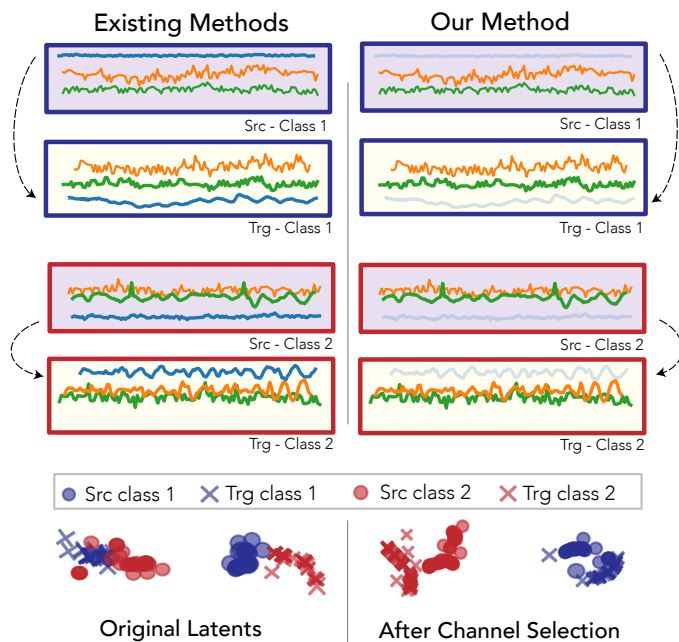 Existing Methods
Our Method
Src - Class 1
Src - Class 1
Trg - Class 1
Trg - Class 1
Src - Class 2
Src - Class 2
Trg - Class 2
Trg - Class 2
Src class 1 Trg class 1 Src class 2 Trg class 2
Original Latents
After Channel Selection